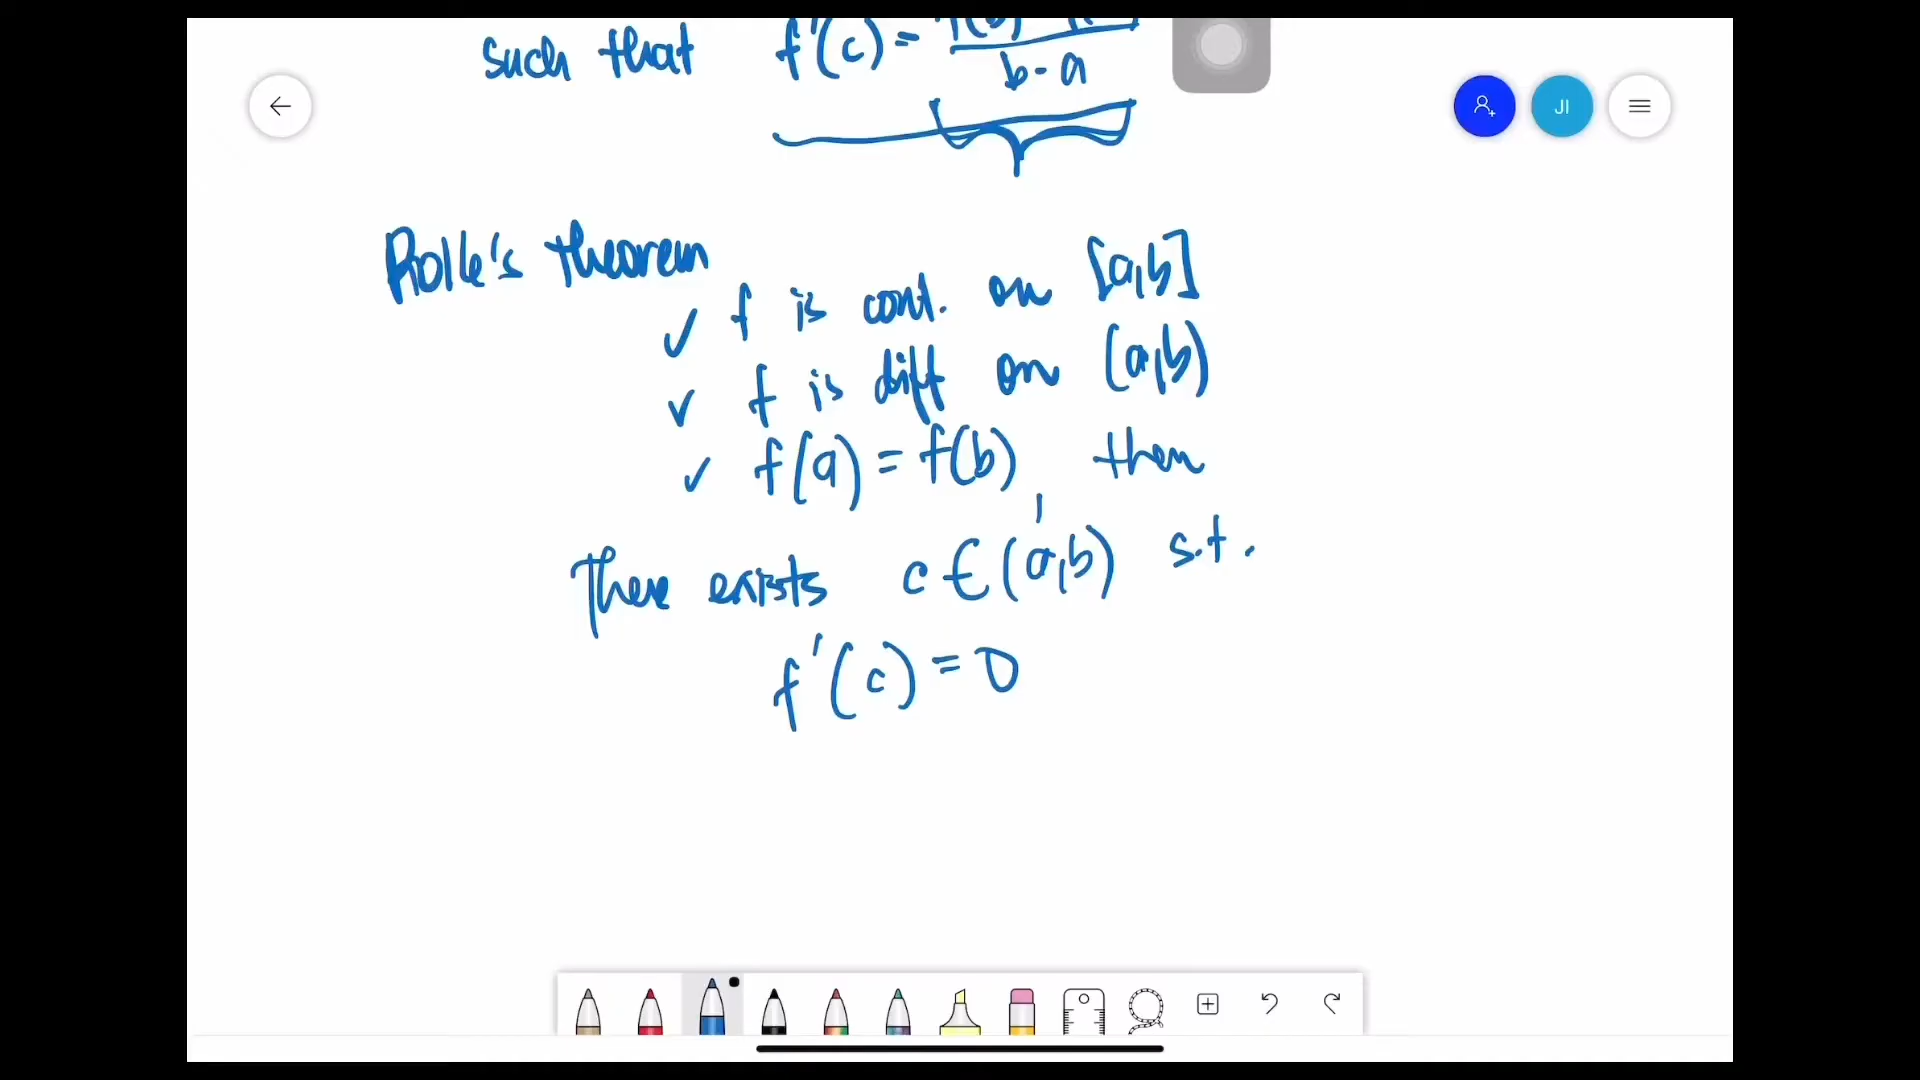 such that f'(c) = f(b)
b - a
JI
Rolle's theorem
✓ f is cont. on [a,b]
✓ f is diff on (a,b)
✓ f(a) = f(b), then
There exists c ∈ (a,b) s.t.
f'(c) = 0